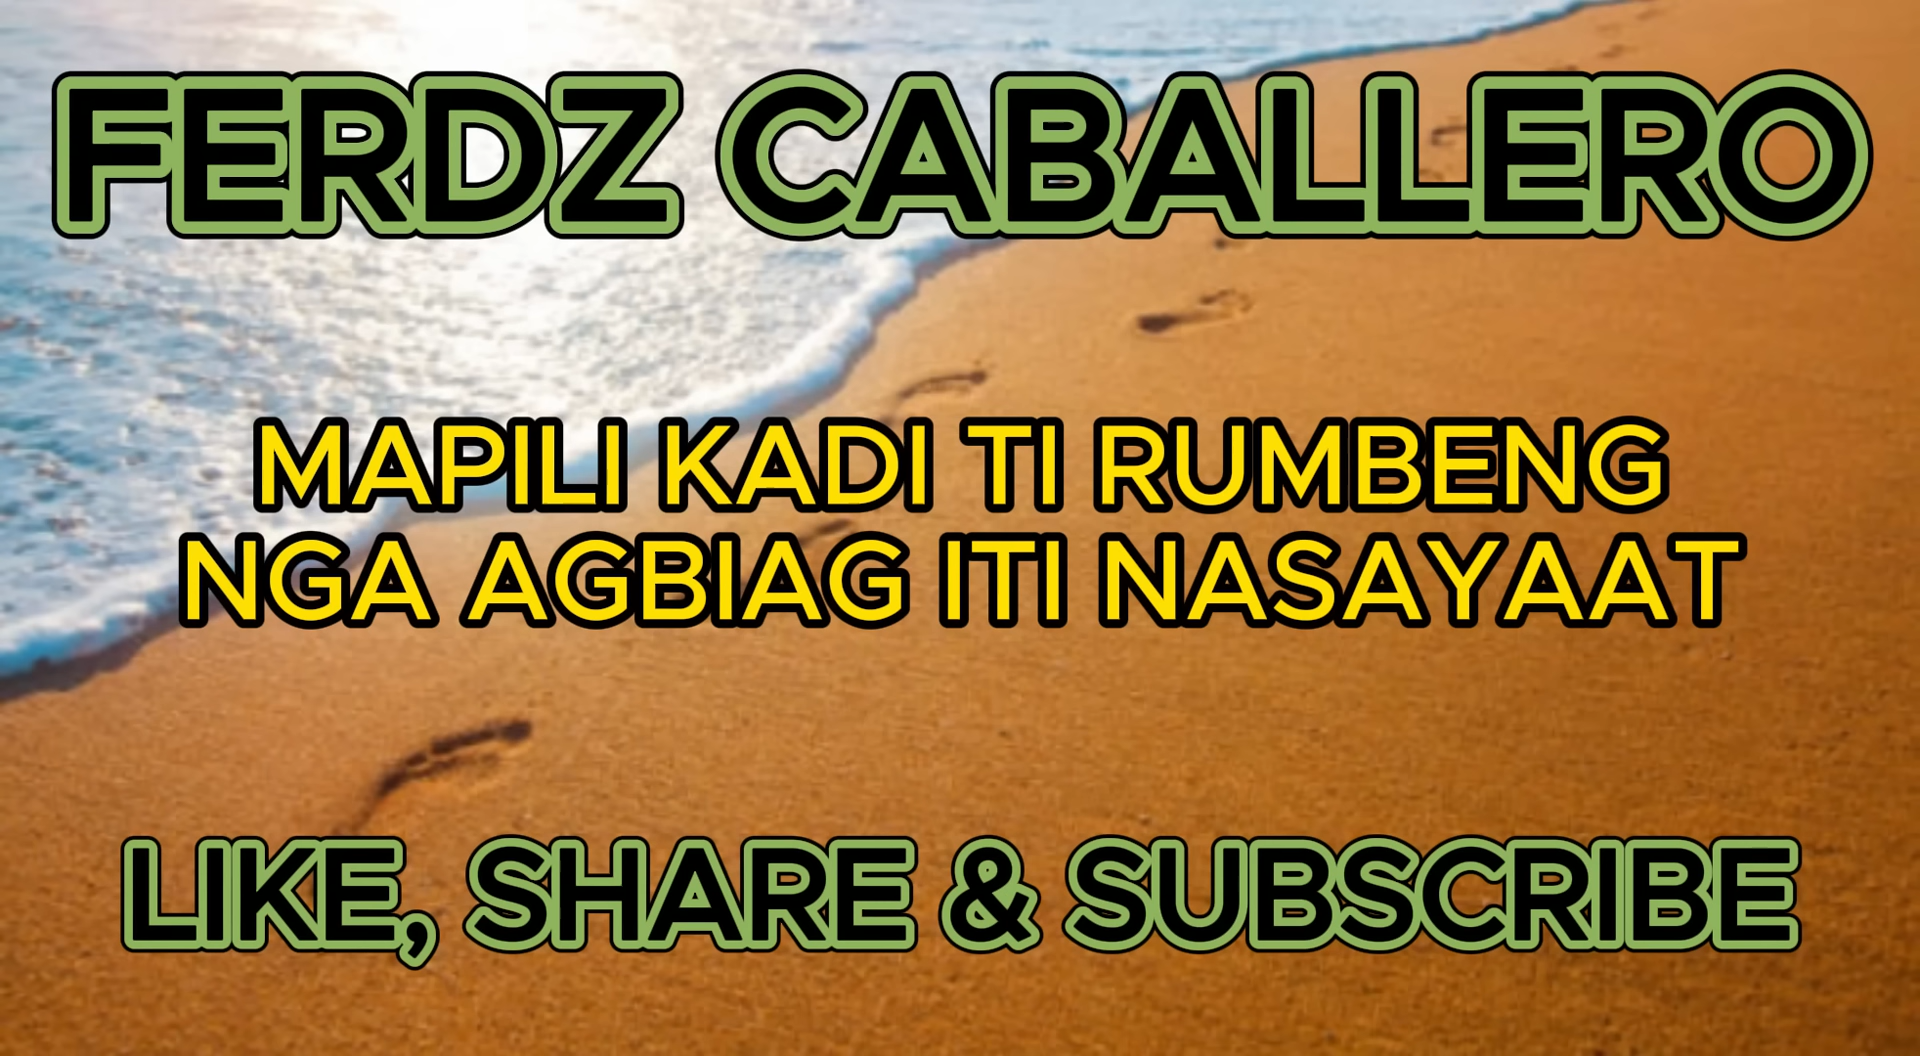 FERDZ CABALLERO
MAPILI KADI TI RUMBENG
NGA AGBIAG ITI NASAYAAT
LIKE, SHARE & SUBSCRIBE